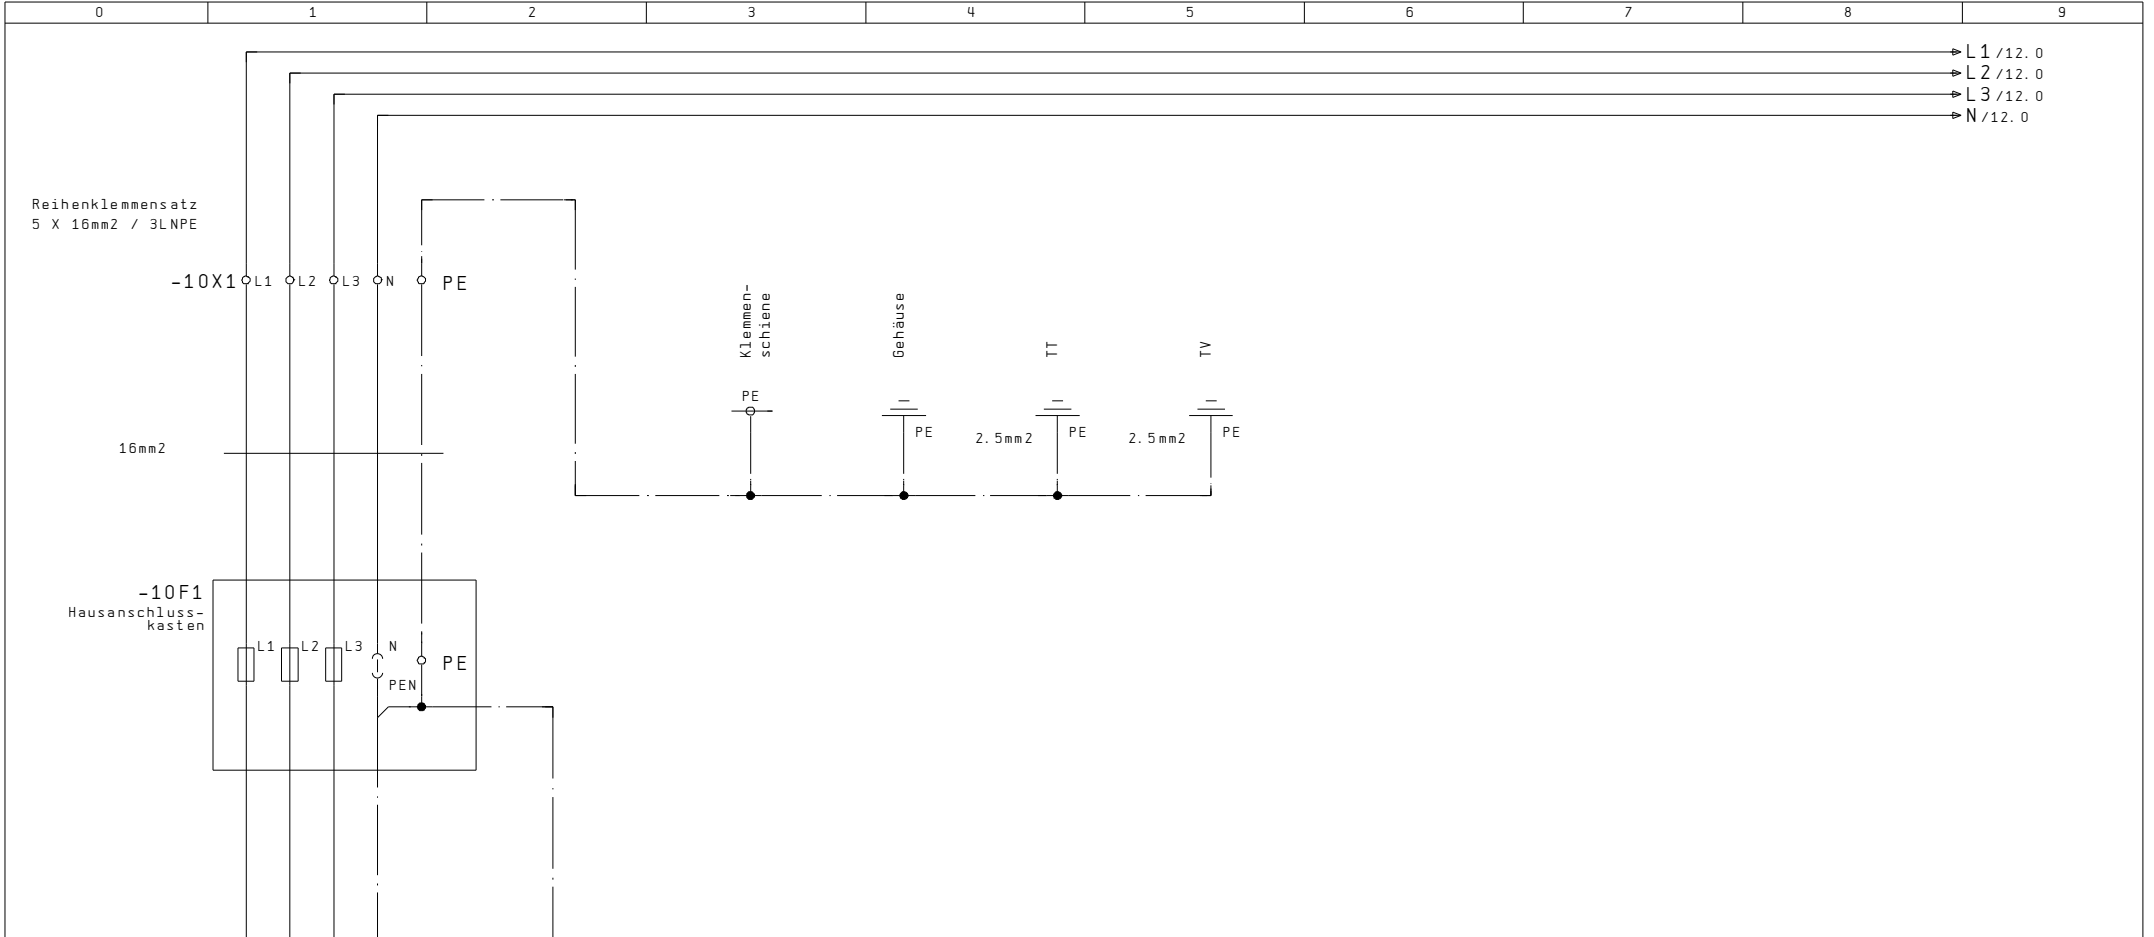 0 1 2 3 4 5 6 7 8 9
L1 /12.0
L2 /12.0
L3 /12.0
N /12.0
Reihenklemmensatz
5 X 16mm2 / 3LNPE
-10X1 L1 L2 L3 N PE
Klemmen-
schiene
Gehäuse
TT
TV
PE
PE
2.5mm2
PE
2.5mm2
PE
16mm2
-10F1
Hausanschluss-
kasten
L1 L2 L3 N
PE
PEN